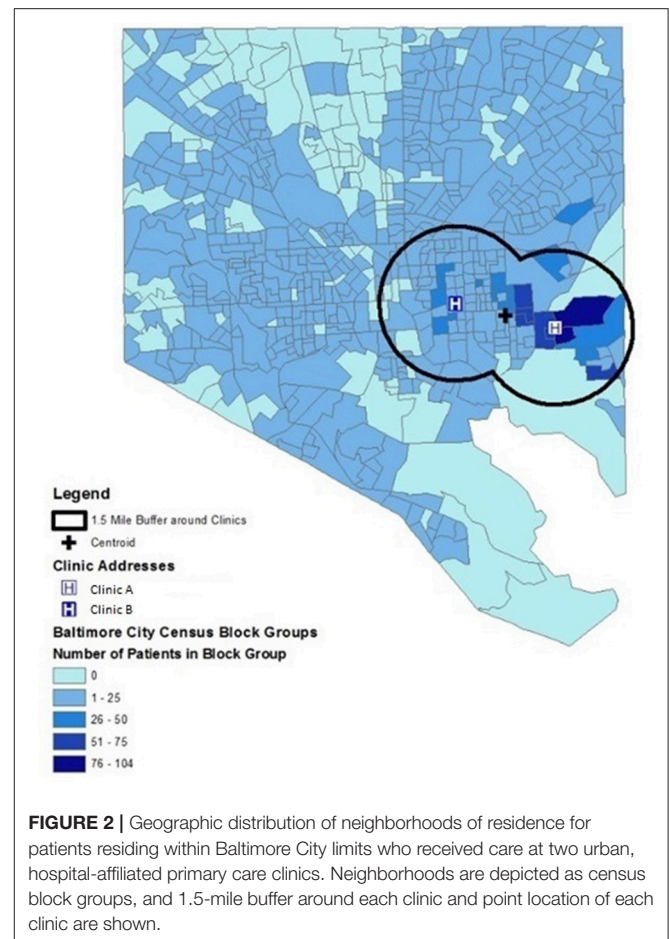 H
H
Legend
1.5 Mile Buffer around Clinics
Centroid
Clinic Addresses
H Clinic A
H Clinic B
Baltimore City Census Block Groups
Number of Patients in Block Group
0
1 - 25
26 - 50
51 - 75
76 - 104
FIGURE 2 | Geographic distribution of neighborhoods of residence for
patients residing within Baltimore City limits who received care at two urban,
hospital-affiliated primary care clinics. Neighborhoods are depicted as census
block groups, and 1.5-mile buffer around each clinic and point location of each
clinic are shown.